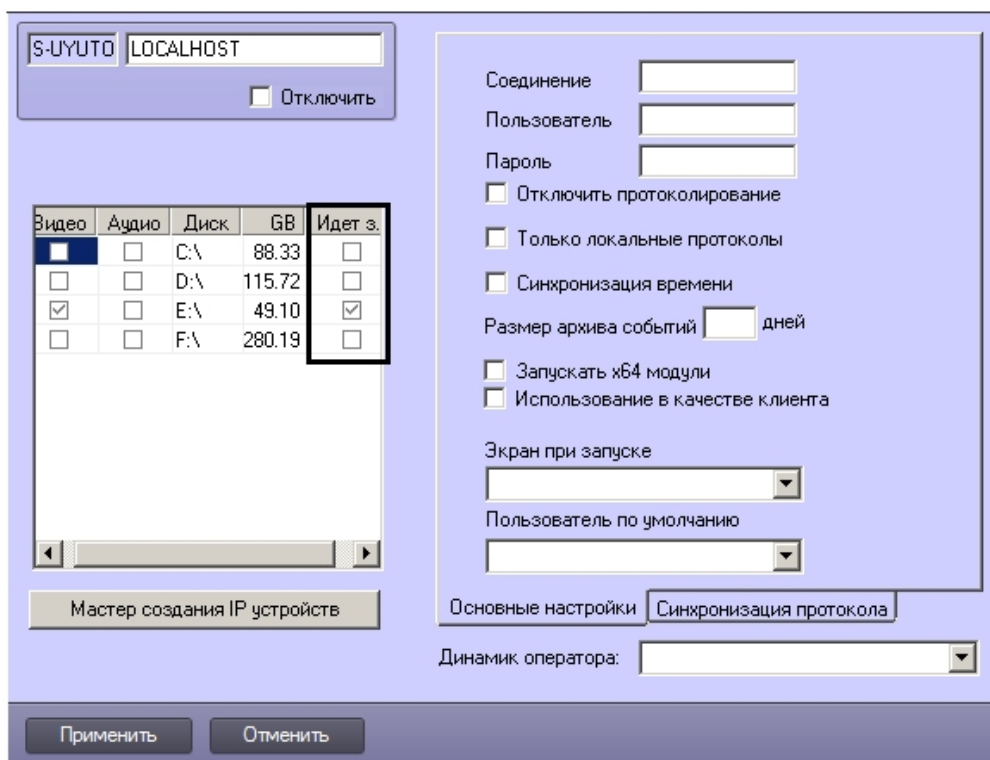 S-UYUTO LOCALHOST
Отключить
Видео Аудио Диск GB Идет з.
C:\ 88.33
D:\ 115.72
E:\ 49.10
F:\ 280.19
Мастер создания IP устройств
Соединение
Пользователь
Пароль
Отключить протоколирование
Только локальные протоколы
Синхронизация времени
Размер архива событий дней
Запускать x64 модули
Использование в качестве клиента
Экран при запуске
Пользователь по умолчанию
Основные настройки Синхронизация протокола
Динамик оператора:
Применить Отменить